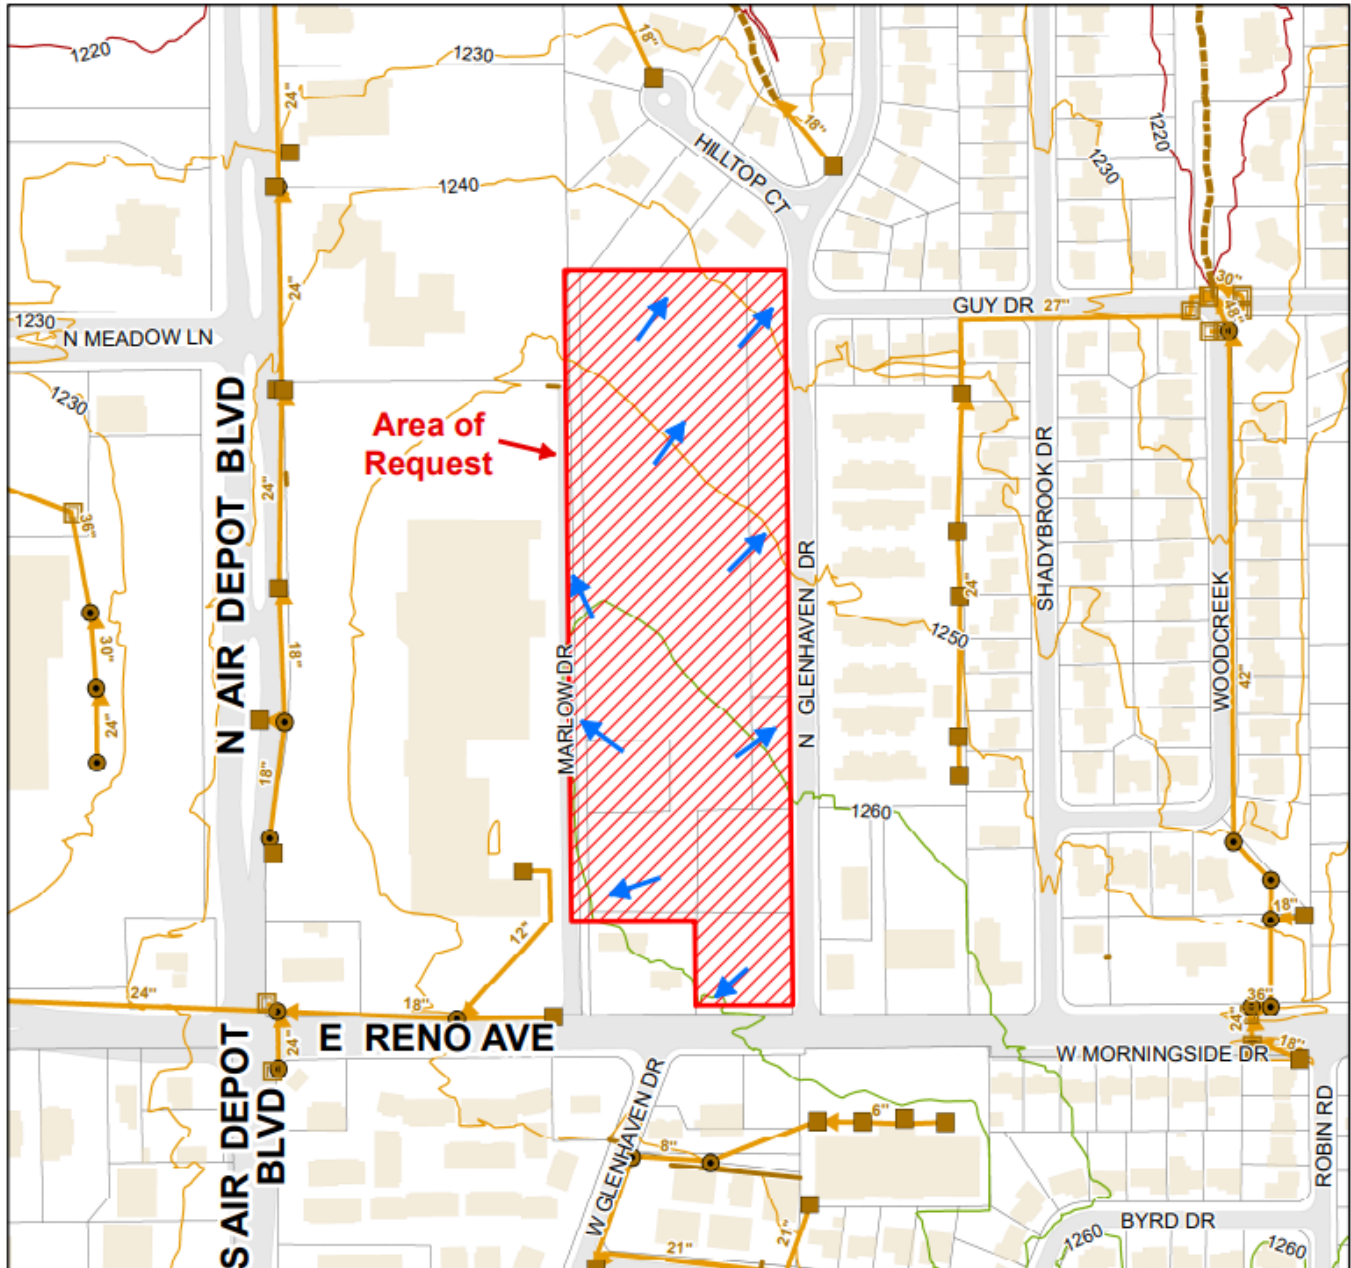 1220
1230
18"
24"
18"
1220
1230
HILLTOP CT
1240
24"
30"
48"
GUY DR 27"
1230
N MEADOW LN
1230
N AIR DEPOT BLVD
Area of
Request
24"
36"
30"
24"
18"
18"
MARLOW DR
N GLENHAVEN DR
24"
1250
SHADYBROOK DR
WOODCREEK
42"
1260
18"
12"
24"
18"
36"
24"
18"
E RENO AVE
24"
W MORNINGSIDE DR
S AIR DEPOT
BLVD
W GLENHAVEN DR
8"
6"
21"
21"
ROBIN RD
BYRD DR
1260
1260